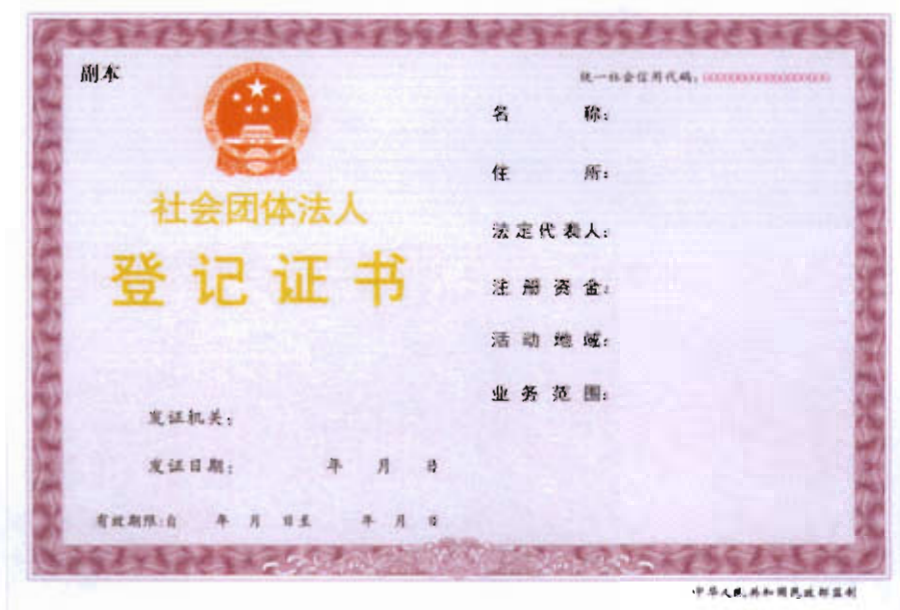 副本
社会团体法人
登记证书
发证机关：
发证日期： 年 月 日
有效期限：自 年 月 日至 年 月 日
统一社会信用代码：
名称：
住所：
法定代表人：
注册资金：
活动地域：
业务范围：
中华人民共和国民政部监制